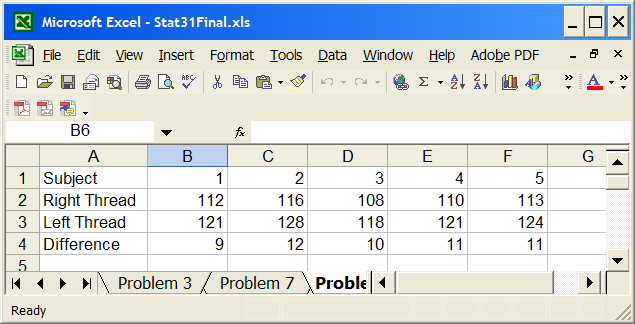 Microsoft Excel - Stat31Final.xls
File Edit View Insert Format Tools Data Window Help Adobe PDF
B6 fx
A B C D E F G
1 Subject 1 2 3 4 5
2 Right Thread 112 116 108 110 113
3 Left Thread 121 128 118 121 124
4 Difference 9 12 10 11 11
5
Problem 3 Problem 7 Proble
Ready